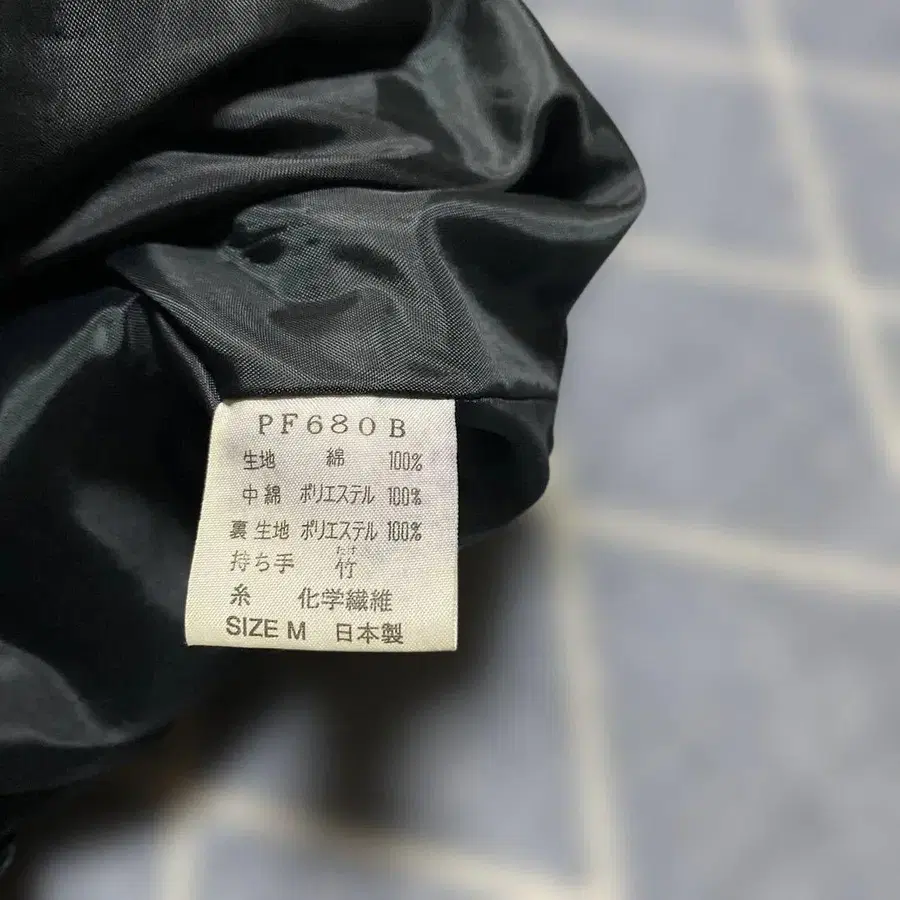 PF680B
生地 綿 100%
中綿 ポリエステル 100%
裏生地 ポリエステル 100%
たけ
持ち手 竹
糸 化学繊維
SIZE M 日本製